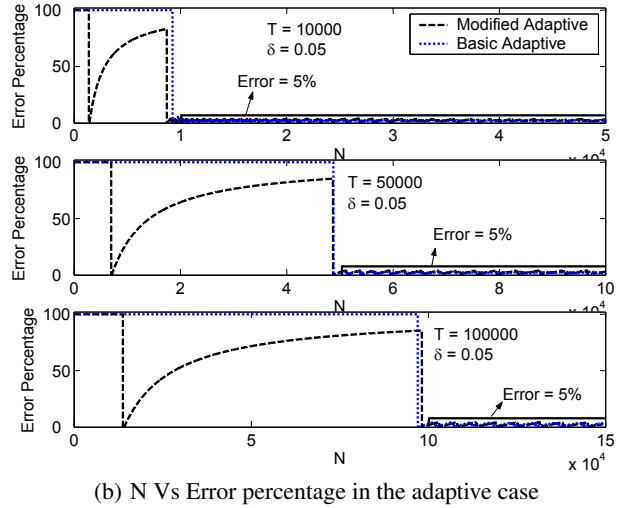 Error Percentage
100
50
0
T = 10000
δ = 0.05
Error = 5%
Modified Adaptive
Basic Adaptive
0 1 2 3 4 5
N
x 10^4
Error Percentage
100
50
0
T = 50000
δ = 0.05
Error = 5%
0 2 4 6 8 10
N
x 10^4
Error Percentage
100
50
0
T = 100000
δ = 0.05
Error = 5%
0 5 10 15
N
x 10^4
(b) N Vs Error percentage in the adaptive case